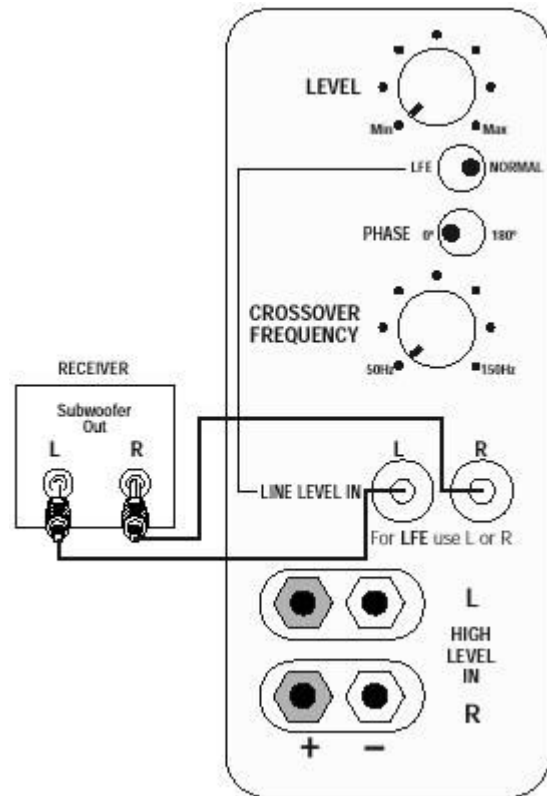 LEVEL
Min
Max
LFE
NORMAL
PHASE
0°
180°
CROSSOVER
FREQUENCY
50Hz
150Hz
RECEIVER
Subwoofer
Out
L
R
L
R
LINE LEVEL IN
For LFE use L or R
L
HIGH
LEVEL
IN
R
+
−